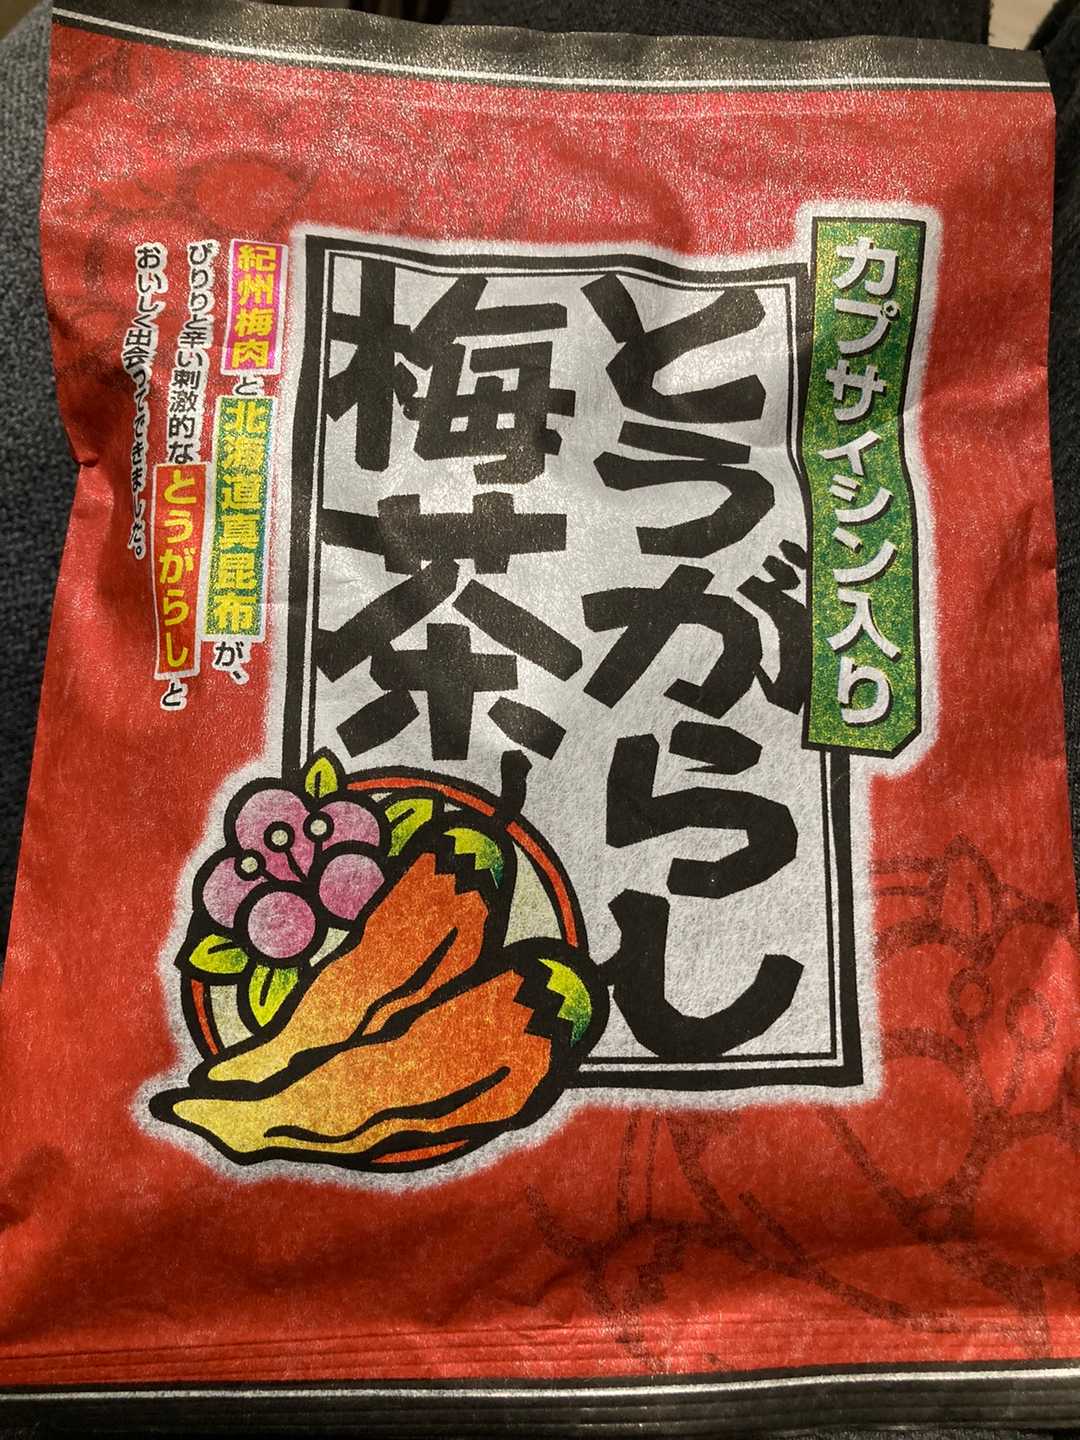 カプサイシン入り
とうがらし
梅茶
紀州梅肉と北海道真昆布が、
ぴりりと辛い刺激的なとうがらしと
おいしく出会ってできました。